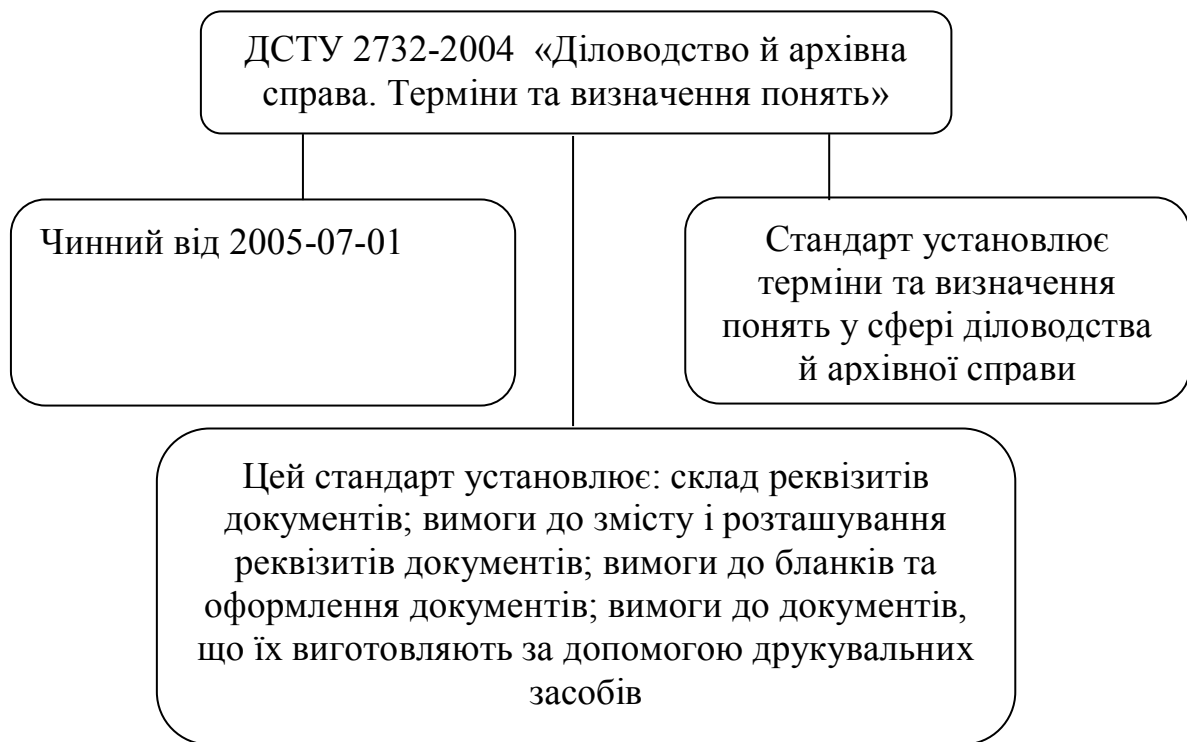 ДСТУ 2732-2004 «Діловодство й архівна
справа. Терміни та визначення понять»
Чинний від 2005-07-01
Стандарт установлює
терміни та визначення
понять у сфері діловодства
й архівної справи
Цей стандарт установлює: склад реквізитів
документів; вимоги до змісту і розташування
реквізитів документів; вимоги до бланків та
оформлення документів; вимоги до документів,
що їх виготовляють за допомогою друкувальних
засобів